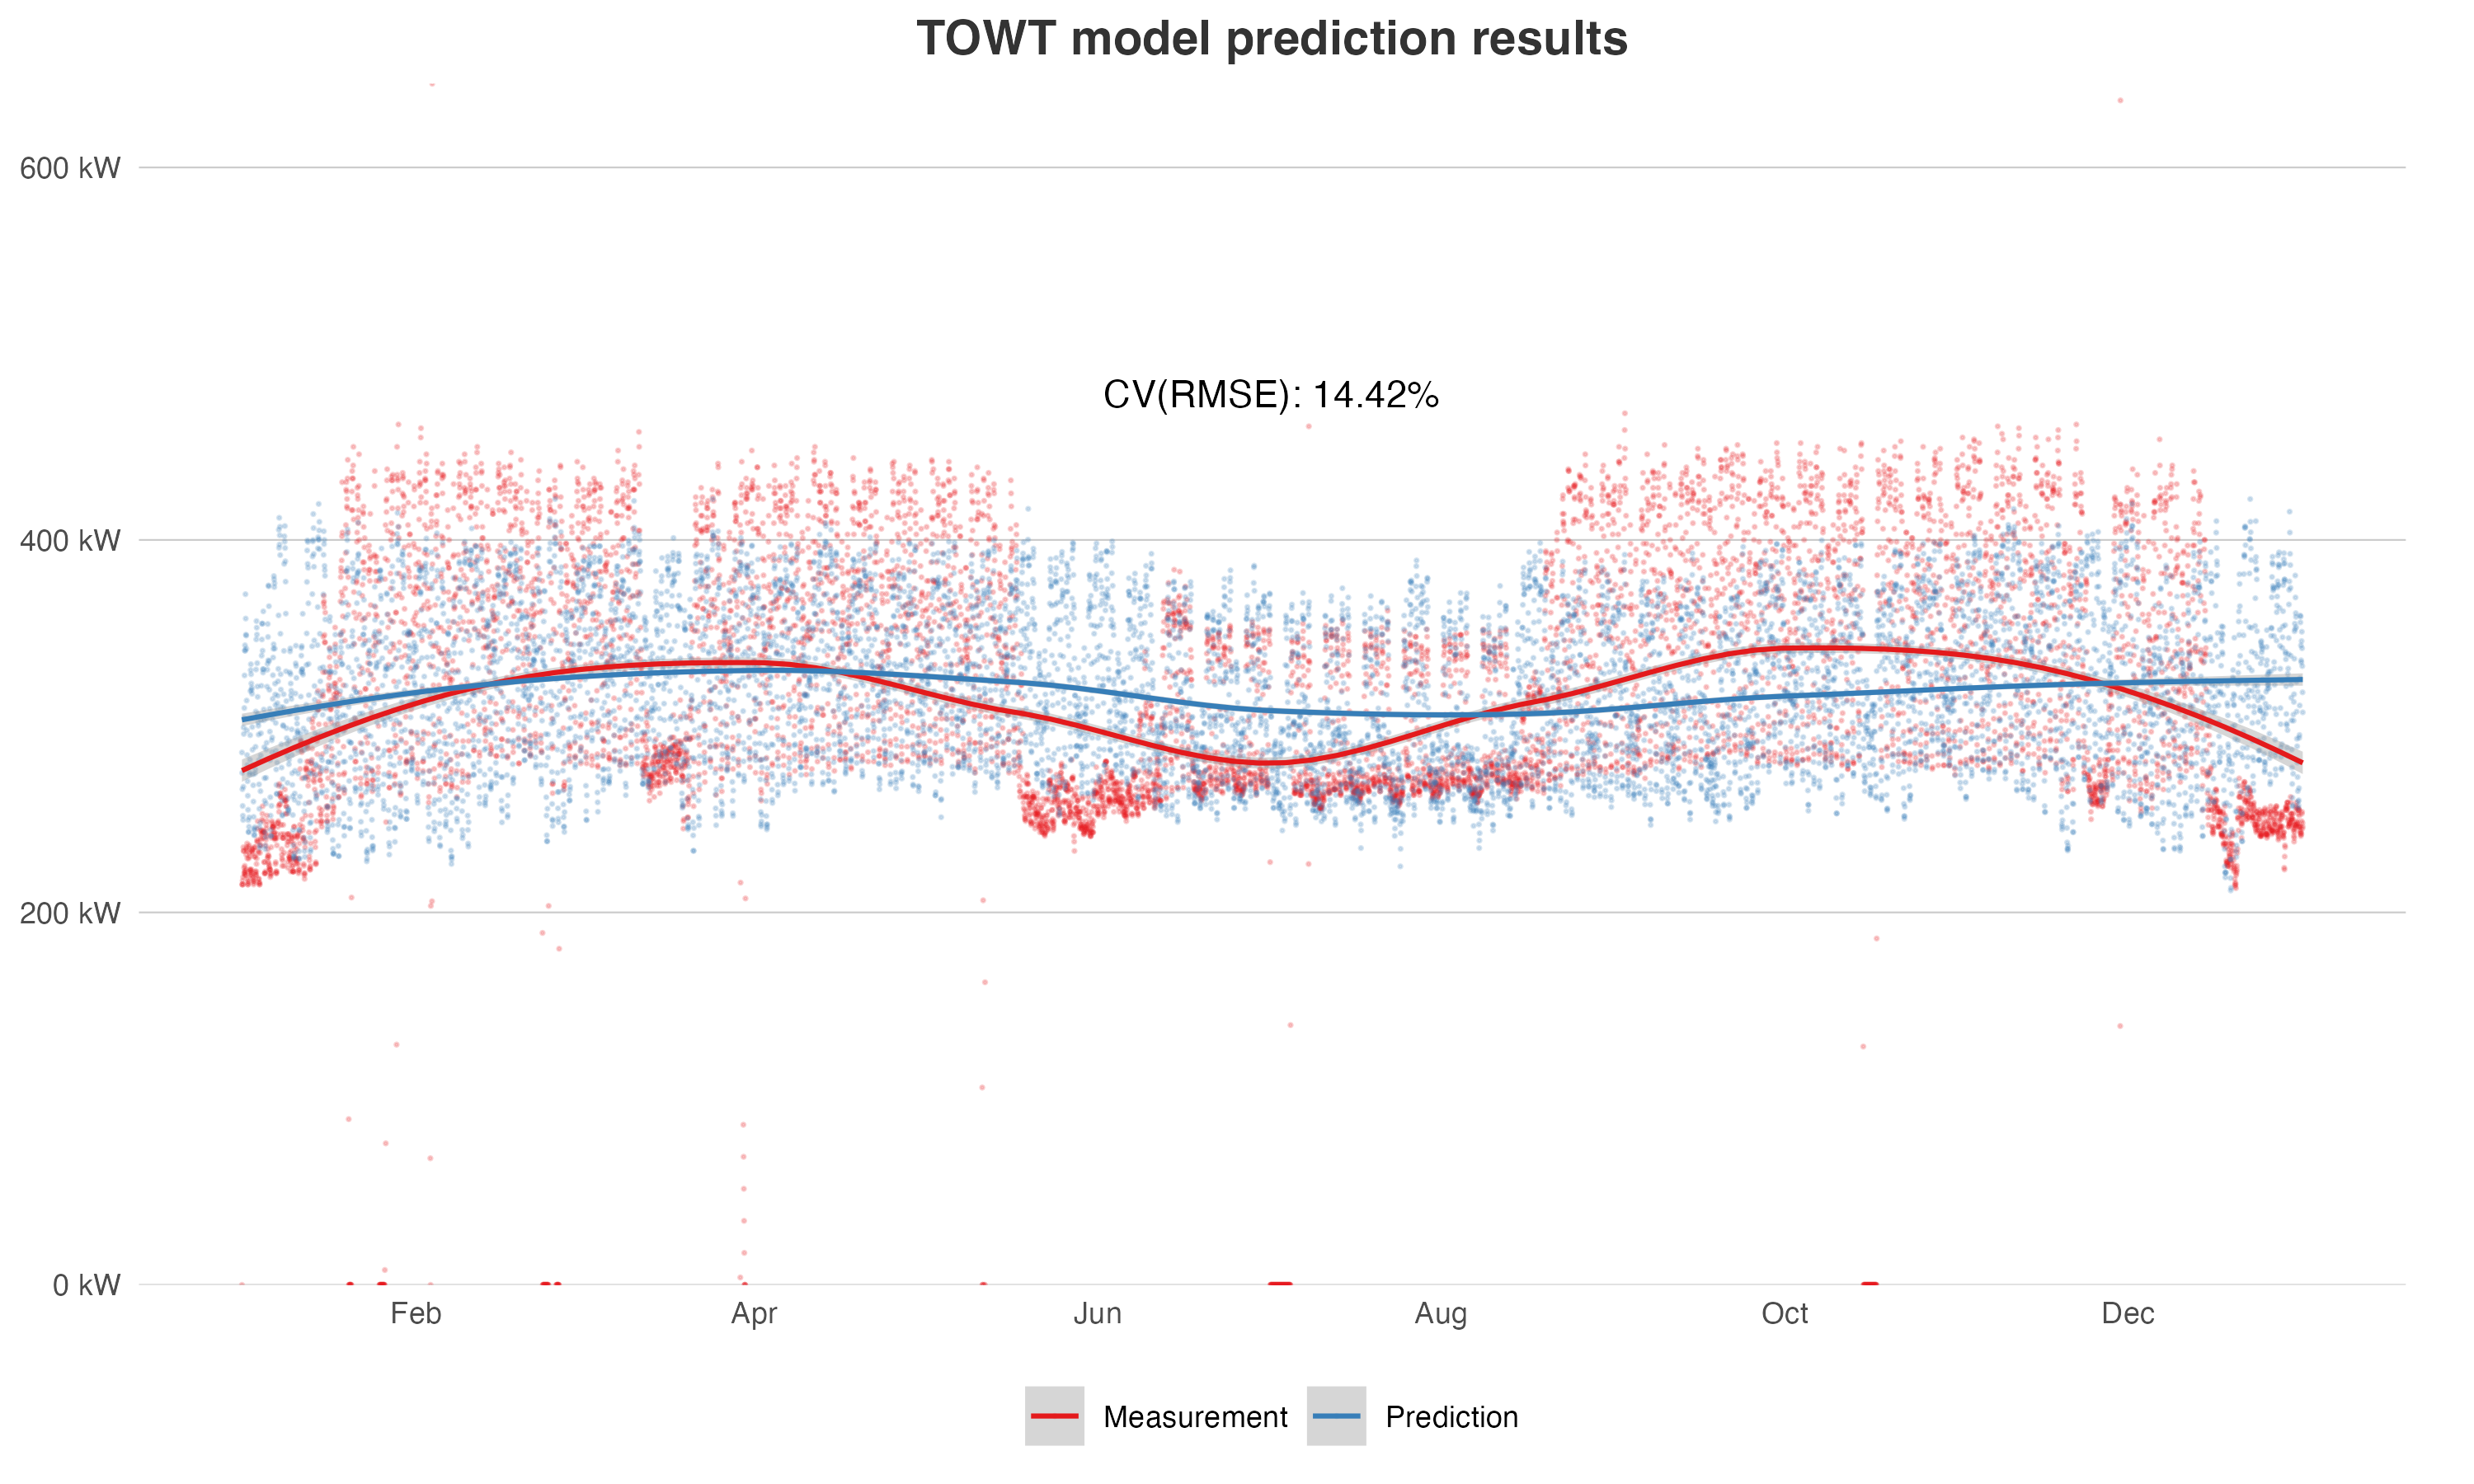 TOWT model prediction results
600 kW
CV(RMSE): 14.42%
400 kW
200 kW
0 kW
Feb Apr Jun Aug Oct Dec
Measurement Prediction